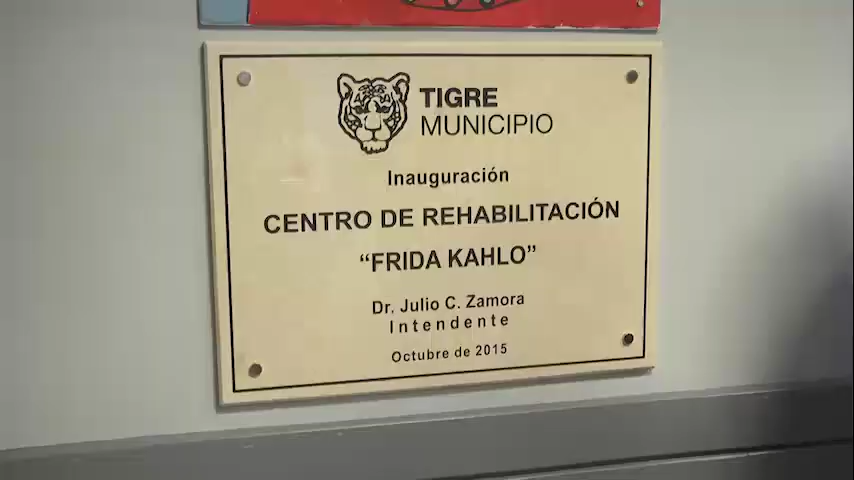 TIGRE
MUNICIPIO
Inauguración
CENTRO DE REHABILITACIÓN
“FRIDA KAHLO”
Dr. Julio C. Zamora
Intendente
Octubre de 2015